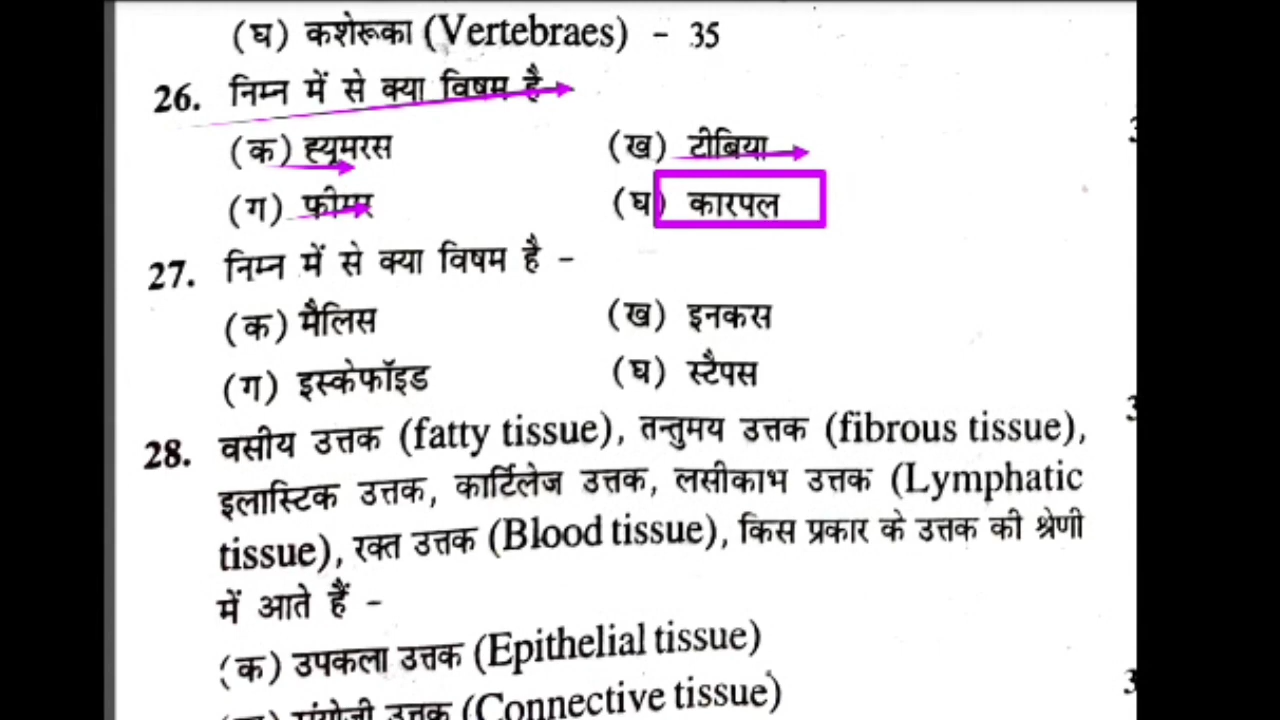 (घ) कशेरूका (Vertebraes) - 35
26. निम्न में से क्या विषम है
(क) ह्यूमरस (ख) टीबिया
(ग) फीमर (घ) कारपल
27. निम्न में से क्या विषम है -
(क) मैलिस (ख) इनकस
(ग) इस्केफॉइड (घ) स्टैपस
28. वसीय उत्तक (fatty tissue), तन्तुमय उत्तक (fibrous tissue),
इलास्टिक उत्तक, कार्टिलेज उत्तक, लसीकाभ उत्तक (Lymphatic
tissue), रक्त उत्तक (Blood tissue), किस प्रकार के उत्तक की श्रेणी
में आते हैं -
(क) उपकला उत्तक (Epithelial tissue)
उत्तक (Connective tissue)